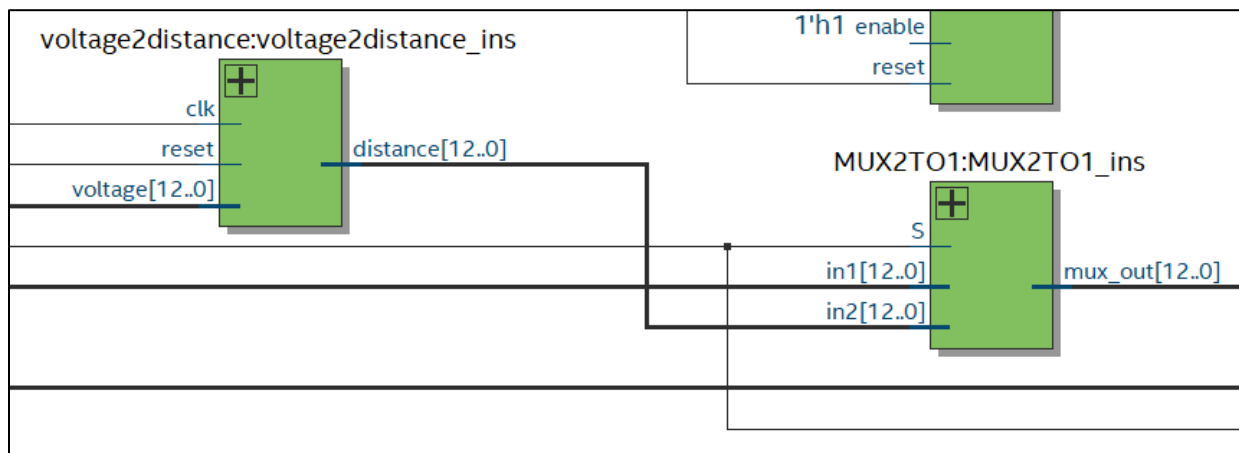 voltage2distance:voltage2distance_ins
clk
reset
voltage[12..0]
distance[12..0]
1'h1 enable
reset
MUX2TO1:MUX2TO1_ins
S
in1[12..0]
in2[12..0]
mux_out[12..0]